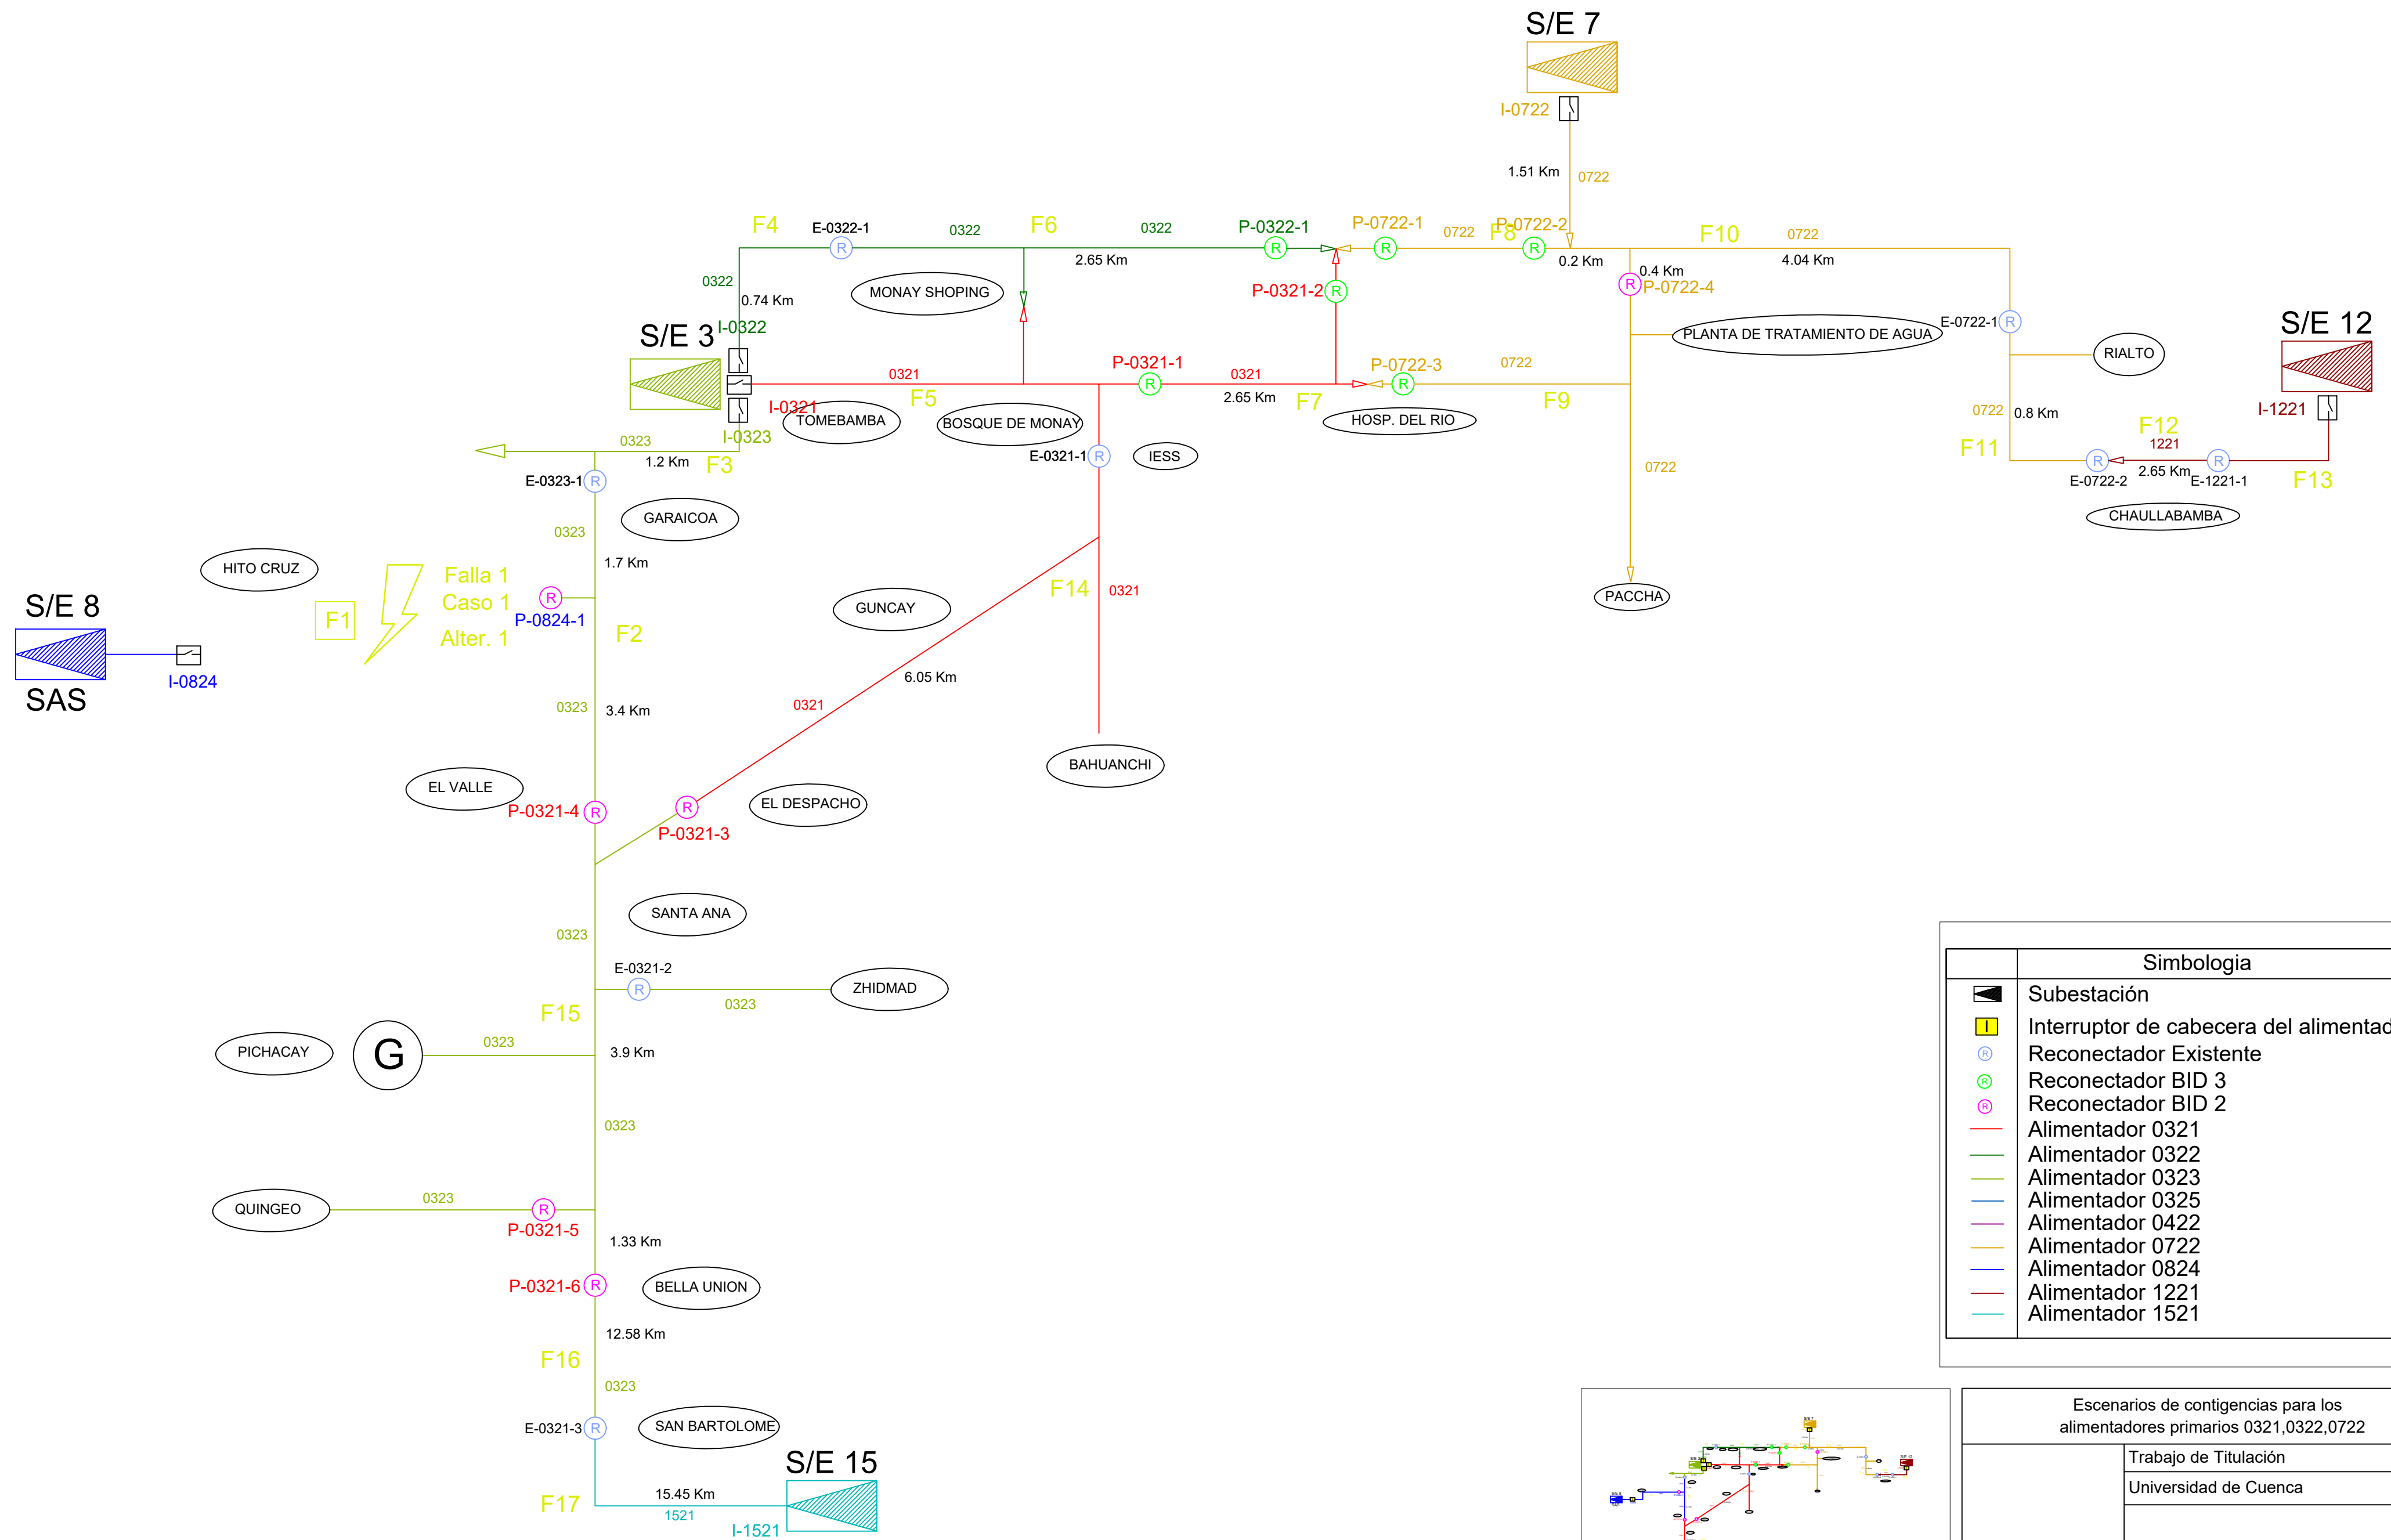 S/E 7
I-0722
1.51 Km
0722
F4
E-0322-1
0322
F6
0322
P-0322-1
P-0722-1
0722
P-0722-2
F8
F10
0722
2.65 Km
0.2 Km
0.4 Km
4.04 Km
0322
0.74 Km
MONAY SHOPING
P-0321-2
P-0722-4
S/E 3
I-0322
PLANTA DE TRATAMIENTO DE AGUA
E-0722-1
S/E 12
RIALTO
0321
P-0321-1
0321
P-0722-3
0722
I-0321
F5
2.65 Km
F7
F9
0722
0.8 Km
I-1221
TOMEBAMBA
BOSQUE DE MONAY
HOSP. DEL RIO
I-0323
0323
1.2 Km
F3
E-0321-1
IESS
0722
F11
F12
1221
2.65 Km
E-0722-2
E-1221-1
F13
E-0323-1
GARAICOA
CHAULLABAMBA
0323
1.7 Km
HITO CRUZ
Falla 1
Caso 1
Alter. 1
F1
P-0824-1
F2
S/E 8
SAS
I-0824
GUNCAY
F14
0321
PACCHA
0323
3.4 Km
0321
6.05 Km
BAHUANCHI
EL VALLE
P-0321-4
P-0321-3
EL DESPACHO
SANTA ANA
0323
E-0321-2
0323
ZHIDMAD
F15
PICHACAY
G
0323
3.9 Km
0323
QUINGEO
0323
P-0321-5
1.33 Km
P-0321-6
BELLA UNION
12.58 Km
F16
0323
E-0321-3
SAN BARTOLOME
S/E 15
F17
15.45 Km
1521
I-1521
Simbologia
Subestación
I
Interruptor de cabecera del alimentad
R
Reconectador Existente
R
Reconectador BID 3
R
Reconectador BID 2
Alimentador 0321
Alimentador 0322
Alimentador 0323
Alimentador 0325
Alimentador 0422
Alimentador 0722
Alimentador 0824
Alimentador 1221
Alimentador 1521
Escenarios de contigencias para los
alimentadores primarios 0321,0322,0722
Trabajo de Titulación
Universidad de Cuenca